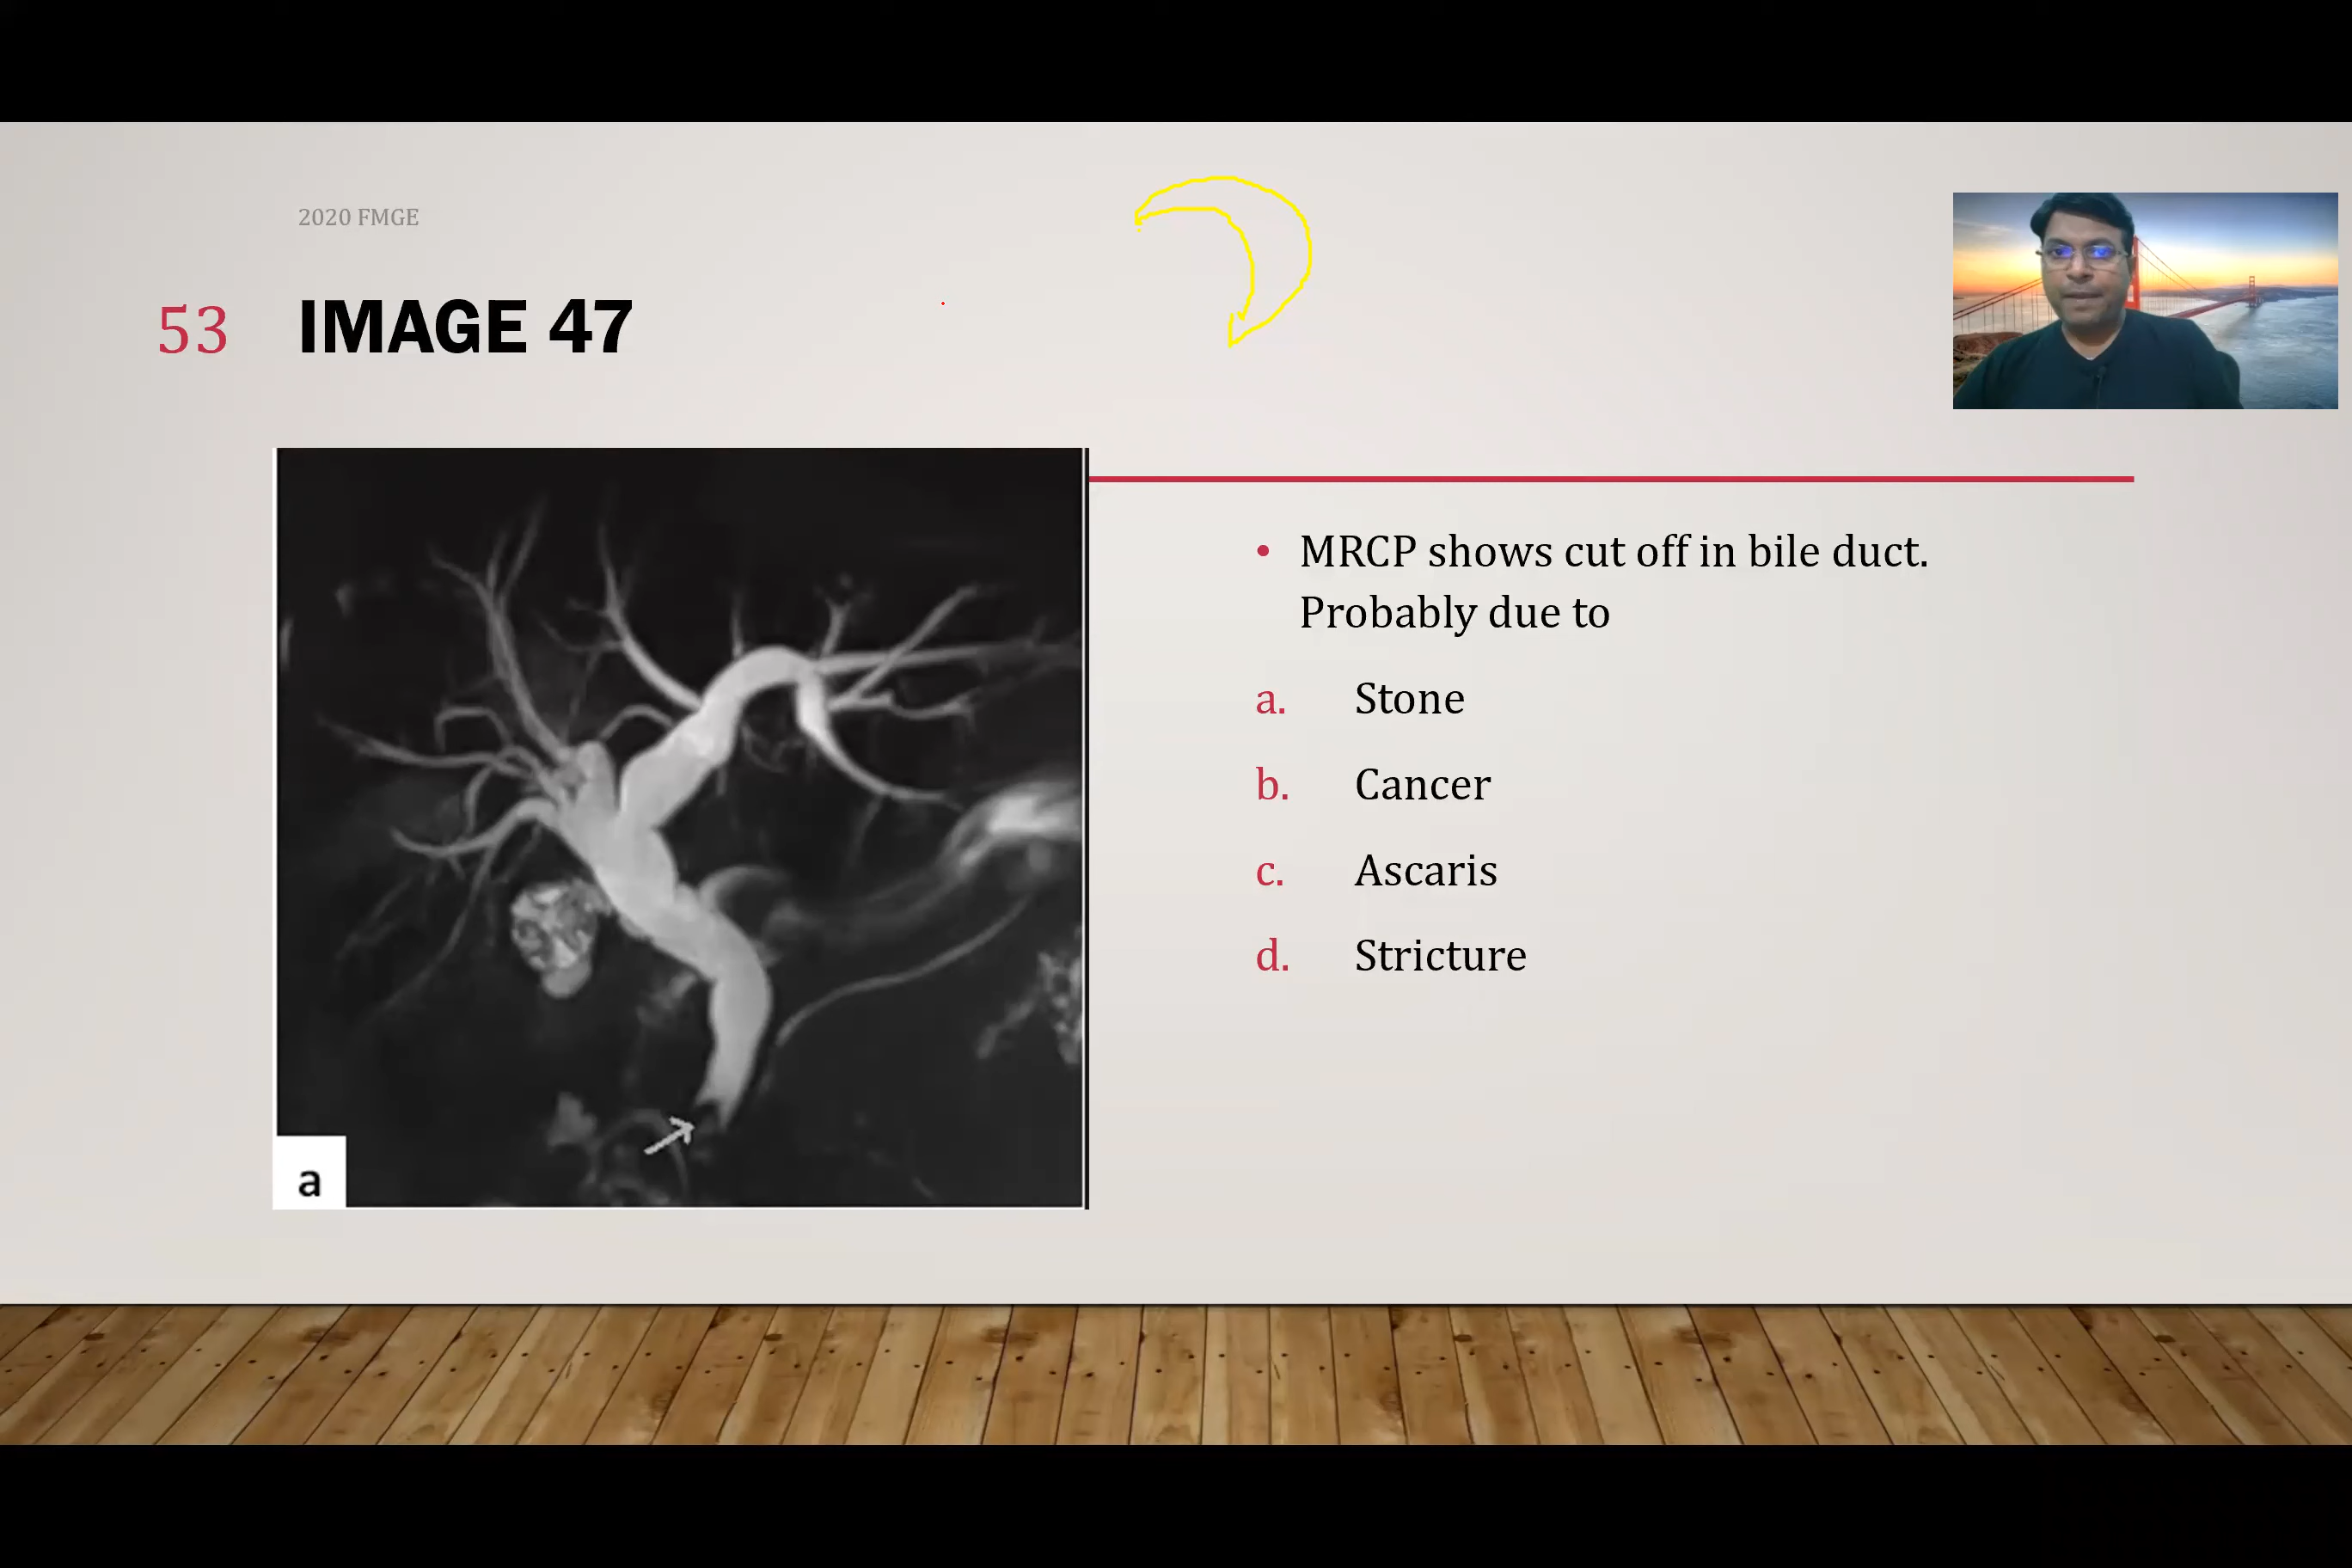 2020 FMGE
53 IMAGE 47
• MRCP shows cut off in bile duct.
Probably due to
a. Stone
b. Cancer
c. Ascaris
d. Stricture
a